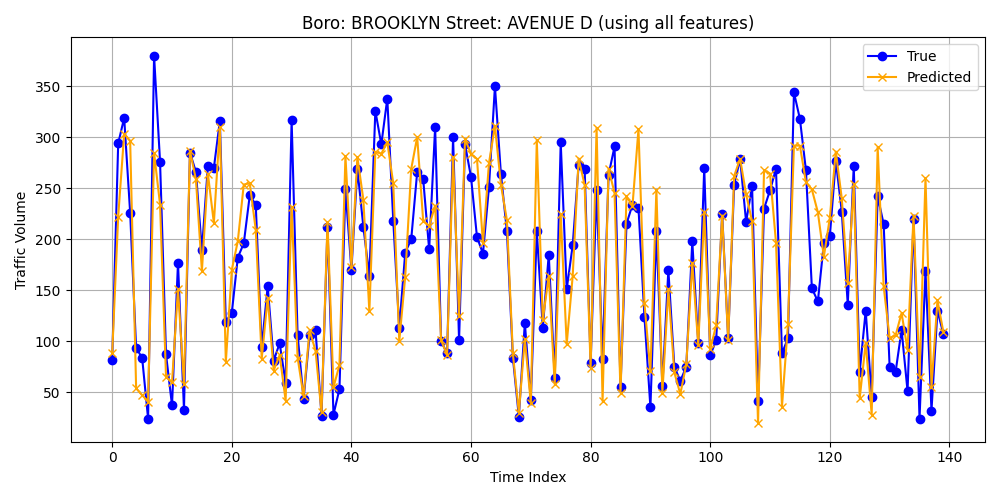 Boro: BROOKLYN Street: AVENUE D (using all features)
True
Predicted
Traffic Volume
350
300
250
200
150
100
50
0 20 40 60 80 100 120 140
Time Index